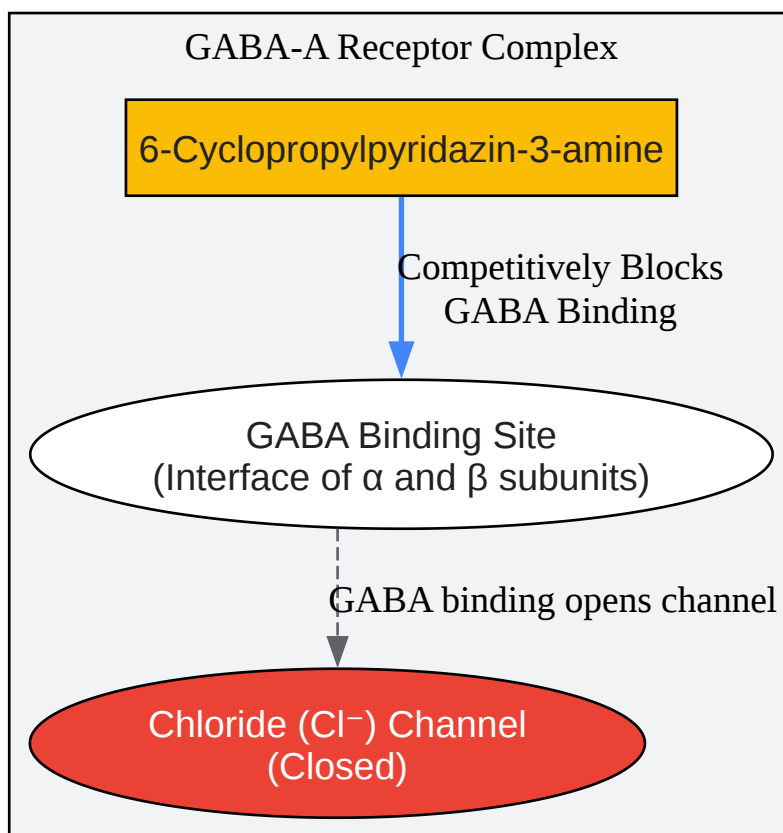 GABA-A Receptor Complex
6-Cyclopropylpyridazin-3-amine
Competitively Blocks
GABA Binding
GABA Binding Site
(Interface of α and β subunits)
GABA binding opens channel
Chloride (Cl⁻) Channel
(Closed)